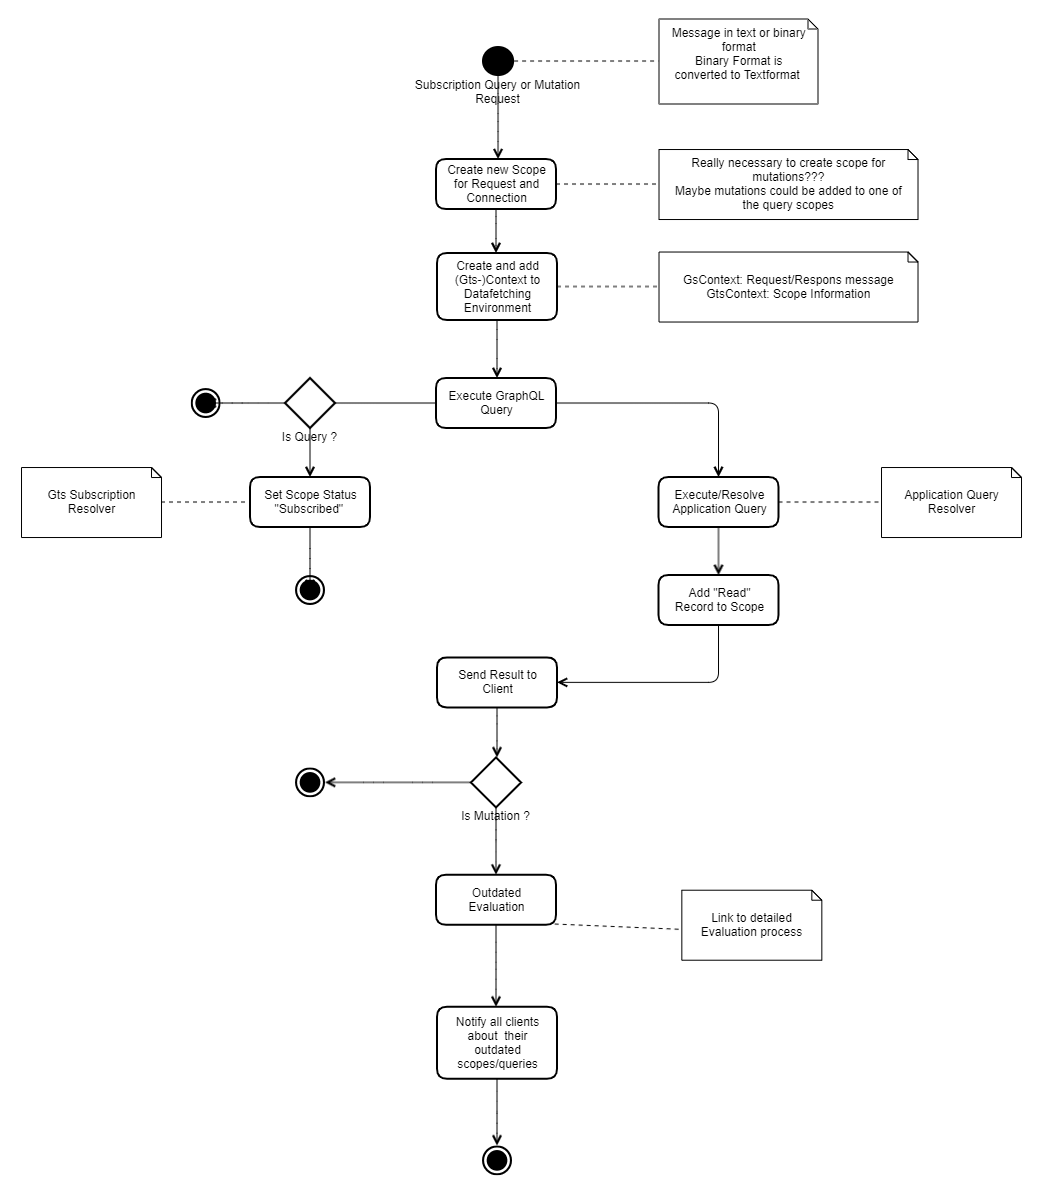 Message in text or binary
format
Binary Format is
converted to Textformat
Subscription Query or Mutation
Request
Create new Scope
for Request and
Connection
Really necessary to create scope for
mutations???
Maybe mutations could be added to one of
the query scopes
Create and add
(Gts-)Context to
Datafetching
Environment
GsContext: Request/Respons message
GtsContext: Scope Information
Execute GraphQL
Query
Is Query ?
Gts Subscription
Resolver
Set Scope Status
"Subscribed"
Execute/Resolve
Application Query
Application Query
Resolver
Add "Read"
Record to Scope
Send Result to
Client
Is Mutation ?
Outdated
Evaluation
Link to detailed
Evaluation process
Notify all clients
about  their
outdated
scopes/queries